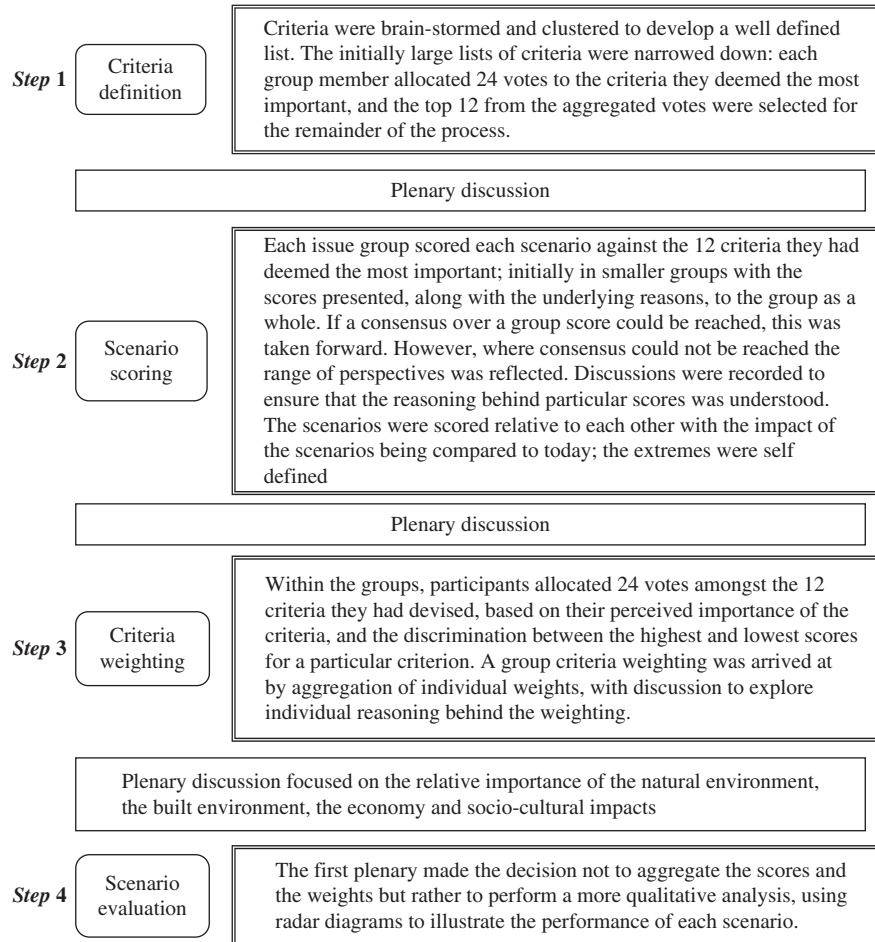 Criteria were brain-stormed and clustered to develop a well defined
list. The initially large lists of criteria were narrowed down: each
group member allocated 24 votes to the criteria they deemed the most
important, and the top 12 from the aggregated votes were selected for
the remainder of the process.
Step 1
Criteria
definition
Plenary discussion
Each issue group scored each scenario against the 12 criteria they had
deemed the most important; initially in smaller groups with the
scores presented, along with the underlying reasons, to the group as a
whole. If a consensus over a group score could be reached, this was
taken forward. However, where consensus could not be reached the
range of perspectives was reflected. Discussions were recorded to
ensure that the reasoning behind particular scores was understood.
The scenarios were scored relative to each other with the impact of
the scenarios being compared to today; the extremes were self
defined
Step 2
Scenario
scoring
Plenary discussion
Within the groups, participants allocated 24 votes amongst the 12
criteria they had devised, based on their perceived importance of the
criteria, and the discrimination between the highest and lowest scores
for a particular criterion. A group criteria weighting was arrived at
by aggregation of individual weights, with discussion to explore
individual reasoning behind the weighting.
Step 3
Criteria
weighting
Plenary discussion focused on the relative importance of the natural environment,
the built environment, the economy and socio-cultural impacts
Step 4
Scenario
evaluation
The first plenary made the decision not to aggregate the scores and
the weights but rather to perform a more qualitative analysis, using
radar diagrams to illustrate the performance of each scenario.